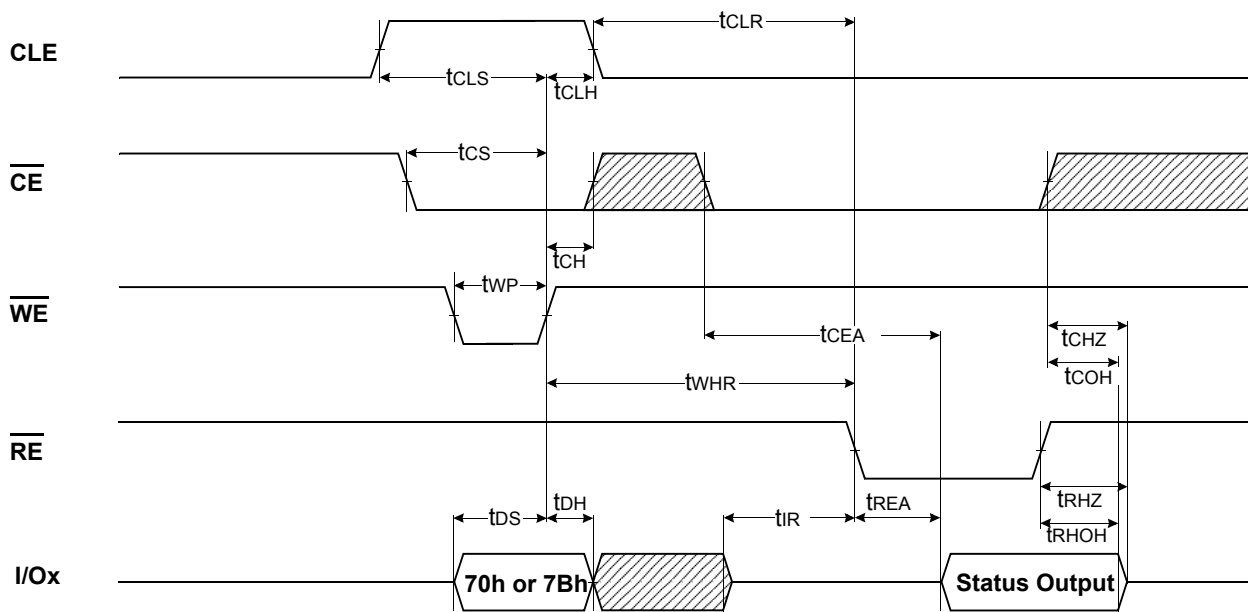 tCLR
CLE
tCLS
tCLH
tCS
CE
tCH
tWP
WE
tCEA
tCHZ
tCOH
tWHR
RE
tDH
tREA
tDS
tIR
tRHZ
tRHOH
I/Ox
70h or 7Bh
Status Output